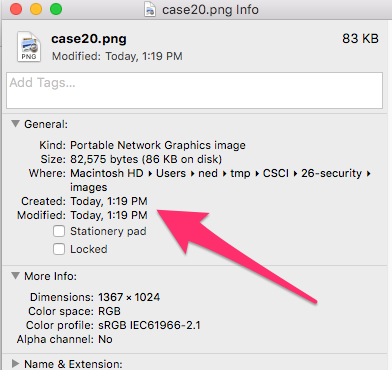 case20.png Info
PNG
case20.png 83 KB
Modified: Today, 1:19 PM
Add Tags...
General:
Kind: Portable Network Graphics image
Size: 82,575 bytes (86 KB on disk)
Where: Macintosh HD ▸ Users ▸ ned ▸ tmp ▸ CSCI ▸ 26-security ▸
images
Created: Today, 1:19 PM
Modified: Today, 1:19 PM
Stationery pad
Locked
More Info:
Dimensions: 1367 × 1024
Color space: RGB
Color profile: sRGB IEC61966-2.1
Alpha channel: No
Name & Extension: